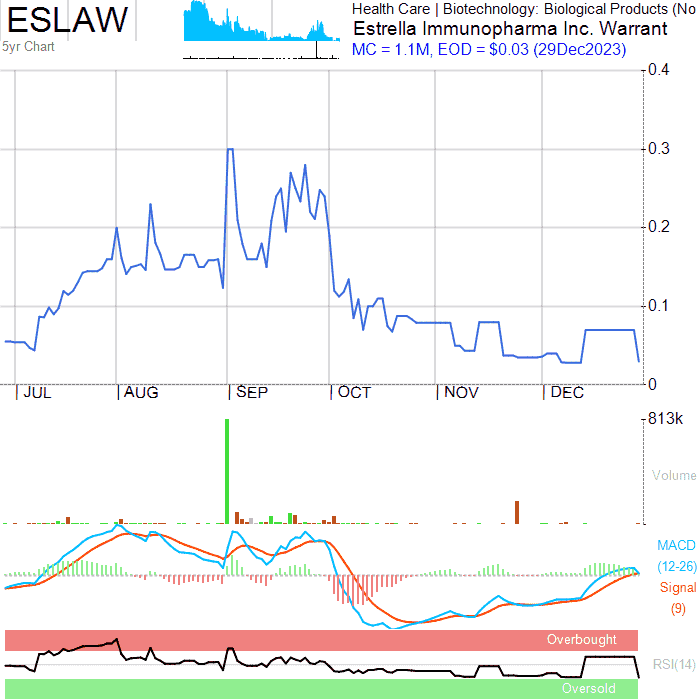 ESLAW
5yr Chart
Health Care | Biotechnology: Biological Products (No
Estrella Immunopharma Inc. Warrant
MC = 1.1M, EOD = $0.03 (29Dec2023)
0.4
0.3
0.2
0.1
0
JUL AUG SEP OCT NOV DEC
813k
Volume
MACD
(12-26)
Signal
(9)
Overbought
RSI(14)
Oversold